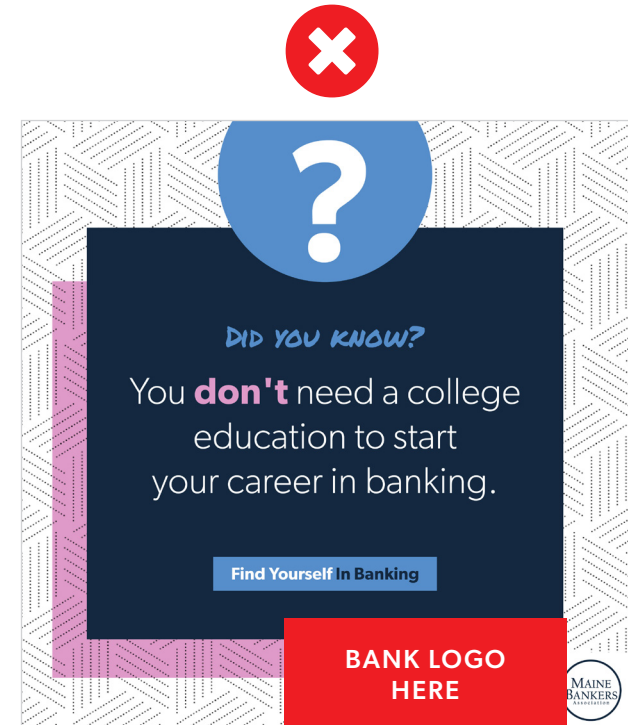 ?
DID YOU KNOW?
You don't need a college
education to start
your career in banking.
Find Yourself In Banking
BANK LOGO
HERE
MAINE
BANKERS
Association